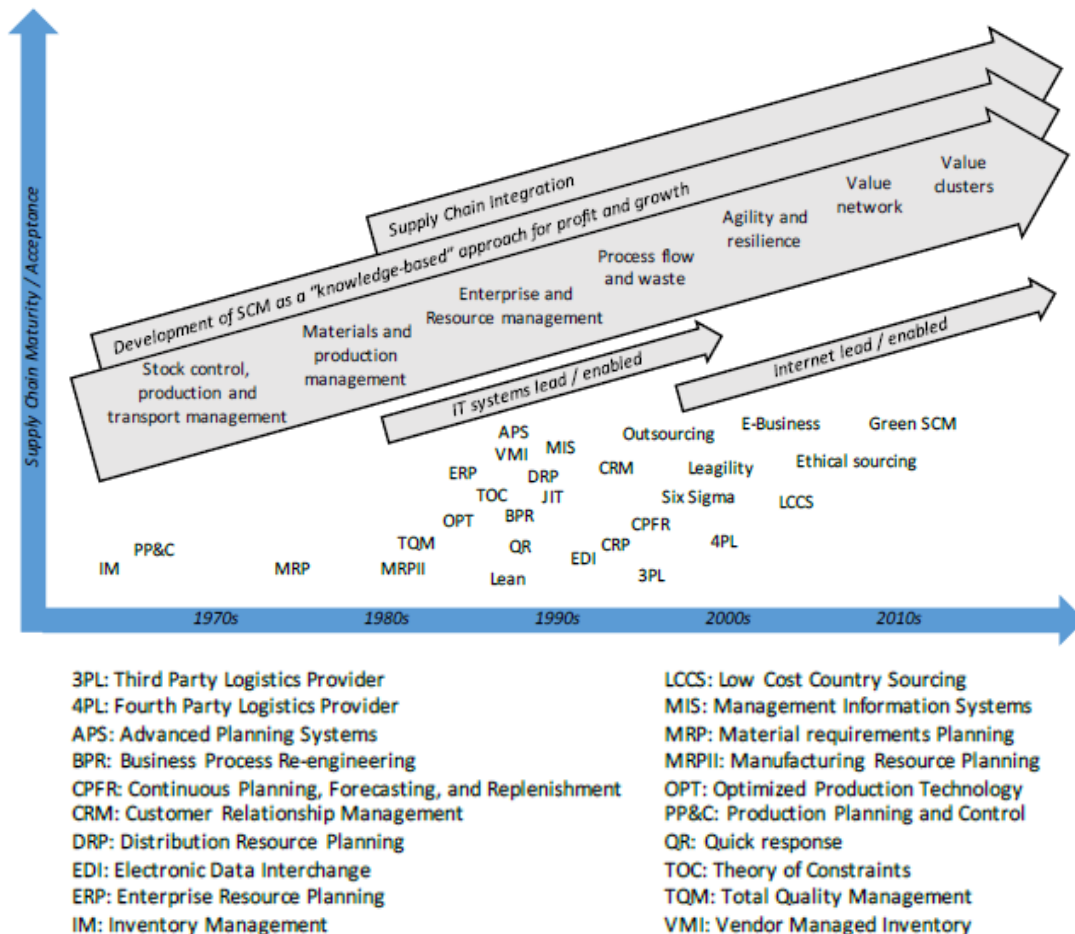 Supply Chain Maturity / Acceptance
Supply Chain Integration
Development of SCM as a "knowledge-based" approach for profit and growth
Stock control,
production and
transport management
Materials and
production
management
Enterprise and
Resource management
Process flow
and waste
Agility and
resilience
Value
network
Value
clusters
IT systems lead / enabled
Internet lead / enabled
APS
Outsourcing
E-Business
Green SCM
VMI
MIS
ERP
DRP
CRM
Leagility
Ethical sourcing
TOC
JIT
Six Sigma
LCCS
OPT
BPR
CPFR
PP&C
TQM
QR
EDI
CRP
4PL
IM
MRP
MRPII
Lean
3PL
1970s
1980s
1990s
2000s
2010s
3PL: Third Party Logistics Provider
4PL: Fourth Party Logistics Provider
APS: Advanced Planning Systems
BPR: Business Process Re-engineering
CPFR: Continuous Planning, Forecasting, and Replenishment
CRM: Customer Relationship Management
DRP: Distribution Resource Planning
EDI: Electronic Data Interchange
ERP: Enterprise Resource Planning
IM: Inventory Management
LCCS: Low Cost Country Sourcing
MIS: Management Information Systems
MRP: Material requirements Planning
MRPII: Manufacturing Resource Planning
OPT: Optimized Production Technology
PP&C: Production Planning and Control
QR: Quick response
TOC: Theory of Constraints
TQM: Total Quality Management
VMI: Vendor Managed Inventory